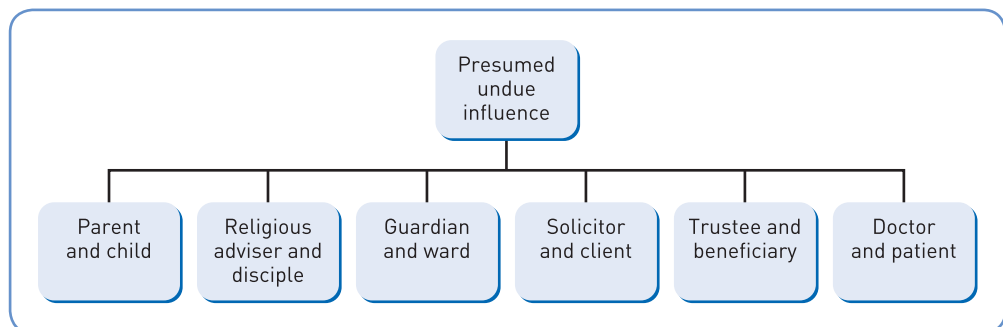 Presumed
undue
influence
Parent
and child
Religious
adviser and
disciple
Guardian
and ward
Solicitor
and client
Trustee and
beneficiary
Doctor
and patient